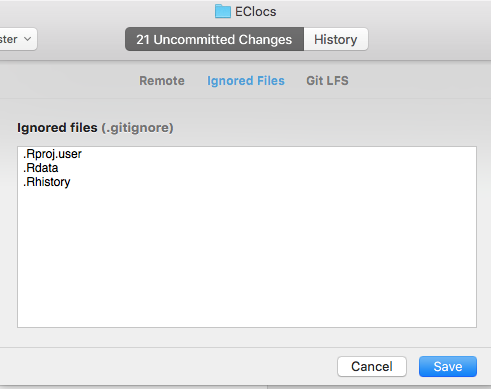 EClocs
ster
21 Uncommitted Changes
History
Remote
Ignored Files
Git LFS
Ignored files (.gitignore)
.Rproj.user
.Rdata
.Rhistory
Cancel
Save